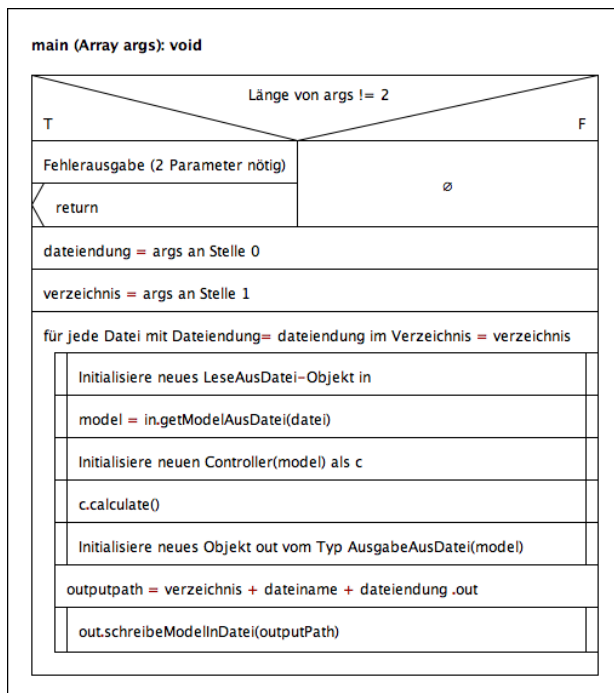 main (Array args): void
Länge von args != 2
T F
Fehlerausgabe (2 Parameter nötig)
∅
return
dateiendung = args an Stelle 0
verzeichnis = args an Stelle 1
für jede Datei mit Dateiendung= dateiendung im Verzeichnis = verzeichnis
Initialisiere neues LeseAusDatei-Objekt in
model = in.getModelAusDatei(datei)
Initialisiere neuen Controller(model) als c
c.calculate()
Initialisiere neues Objekt out vom Typ AusgabeAusDatei(model)
outputpath = verzeichnis + dateiname + dateiendung .out
out.schreibeModelInDatei(outputPath)